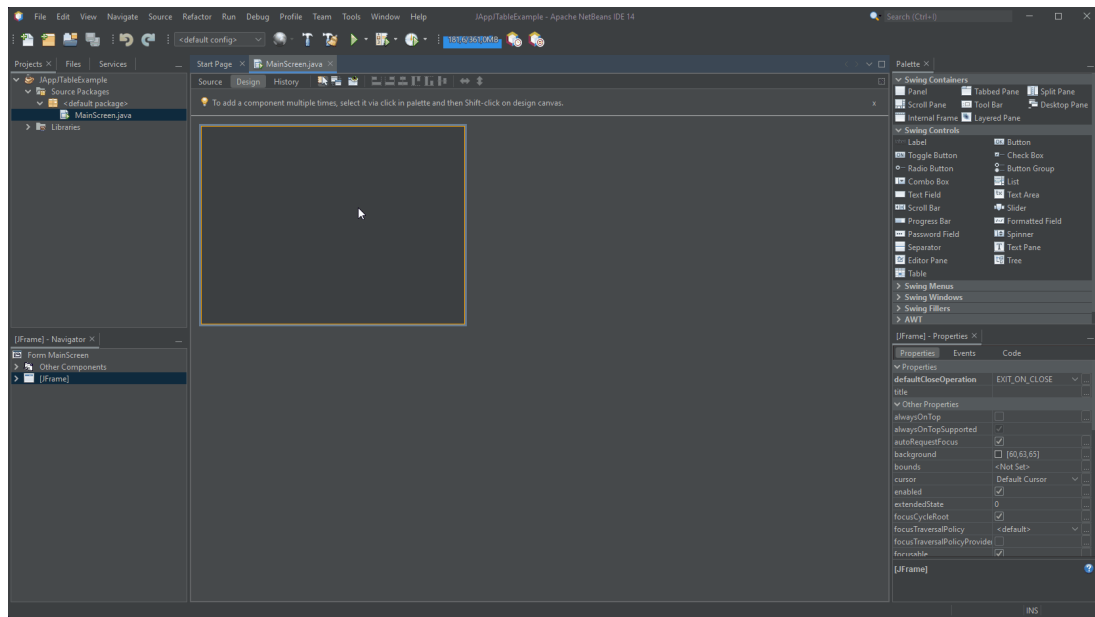 File Edit View Navigate Source Refactor Run Debug Profile Team Tools Window Help JAppJTableExample - Apache NetBeans IDE 14 Search (Ctrl+I)
<default config>
Projects Files Services
Start Page MainScreen.java
Palette
JAppJTableExample
Source Packages
<default package>
MainScreen.java
Libraries
Source Design History
To add a component multiple times, select it via click in palette and then Shift-click on design canvas. x
Swing Containers
Panel Tabbed Pane Split Pane
Scroll Pane Tool Bar Desktop Pane
Internal Frame Layered Pane
Swing Controls
Label Button
Toggle Button Check Box
Radio Button Button Group
Combo Box List
Text Field Text Area
Scroll Bar Slider
Progress Bar Formatted Field
Password Field Spinner
Separator Text Pane
Editor Pane Tree
Table
Swing Menus
Swing Windows
Swing Fillers
AWT
[JFrame] - Navigator
Form MainScreen
Other Components
[JFrame]
[JFrame] - Properties
Properties Events Code
Properties
defaultCloseOperation EXIT_ON_CLOSE
title
Other Properties
alwaysOnTop
alwaysOnTopSupported
autoRequestFocus
background [60,63,65]
bounds <Not Set>
cursor Default Cursor
enabled
extendedState 0
focusCycleRoot
focusTraversalPolicy <default>
focusTraversalPolicyProvider
focusable
[JFrame]
INS